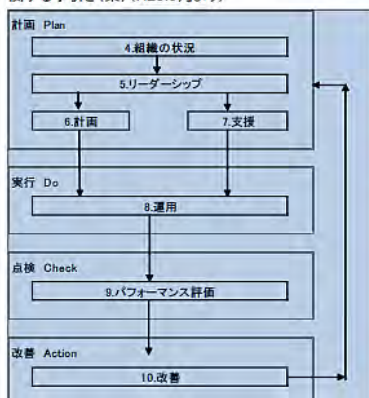 計画 Plan
4.組織の状況
5.リーダーシップ
6.計画
7.支援
実行 Do
8.運用
点検 Check
9.パフォーマンス評価
改善 Action
10.改善